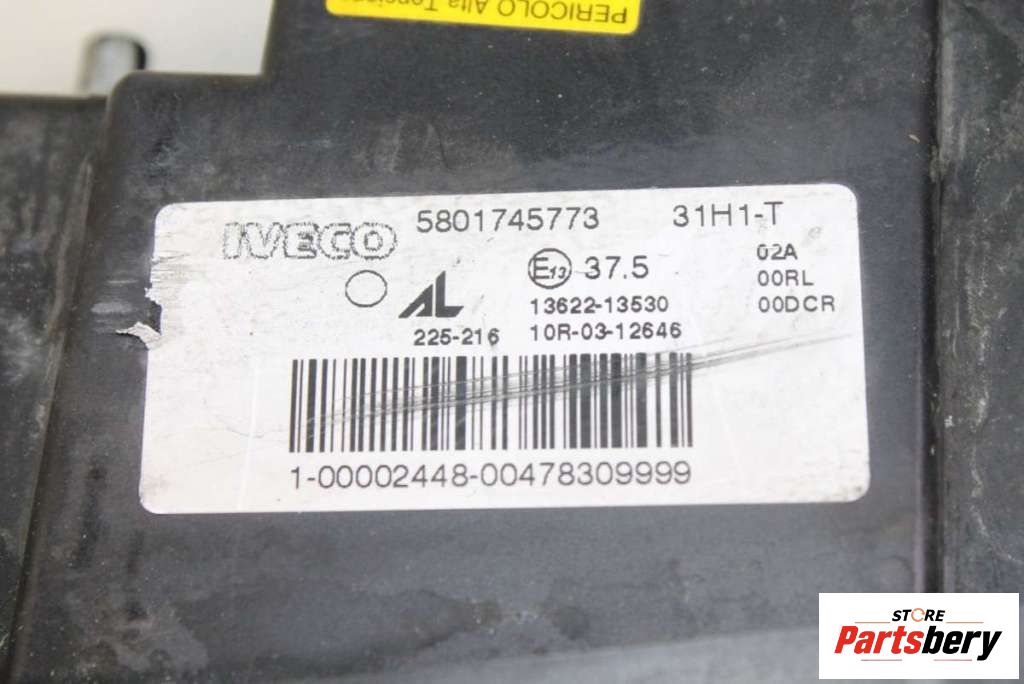 PERICOLO Alta
IVECO 5801745773 31H1-T
E13 37.5 02A
AL 13622-13530 00RL
225-216 10R-03-12646 00DCR
1-00002448-00478309999
STORE
Partsbery